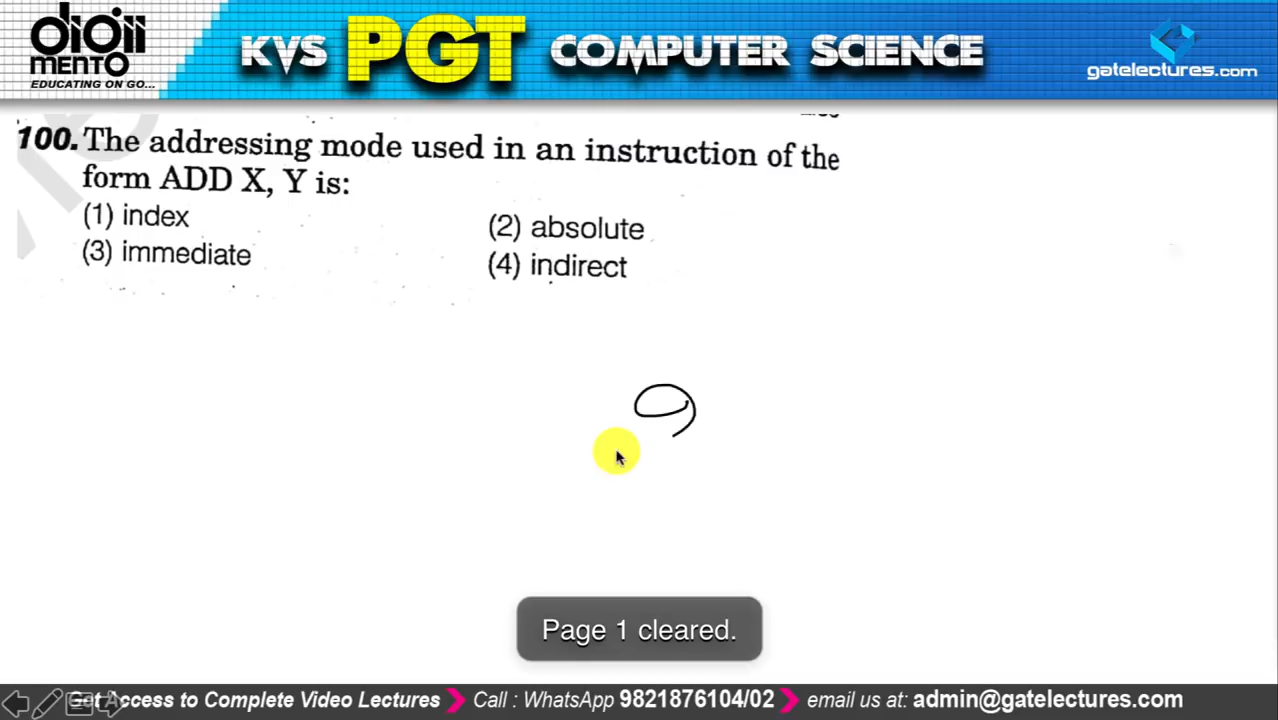 digii
MENTO
EDUCATING ON GO...
KVS PGT COMPUTER SCIENCE
gatelectures.com
100. The addressing mode used in an instruction of the
form ADD X, Y is:
(1) index
(2) absolute
(3) immediate
(4) indirect
Page 1 cleared.
Get Access to Complete Video Lectures Call : WhatsApp 9821876104/02 email us at: admin@gatelectures.com